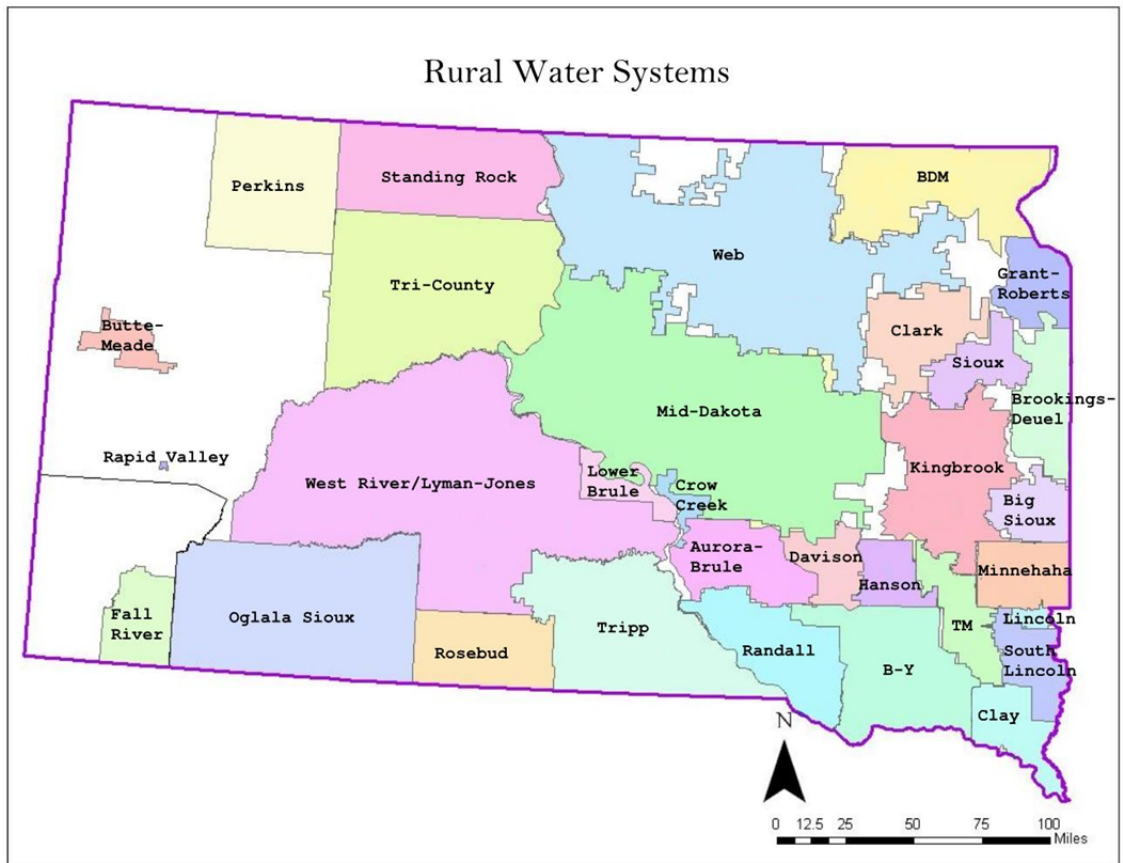 Rural Water Systems
Perkins
Standing Rock
BDM
Web
Tri-County
Grant-
Roberts
Butte-
Meade
Clark
Sioux
Brookings-
Deuel
Mid-Dakota
Rapid Valley
West River/Lyman-Jones
Lower
Brule
Crow
Creek
Kingbrook
Big
Sioux
Aurora-
Brule
Davison
Hanson
Minnehaha
Fall
River
Oglala Sioux
Rosebud
Tripp
Randall
B-Y
TM
Lincoln
South
Lincoln
Clay
N
0 12.5 25 50 75 100
Miles